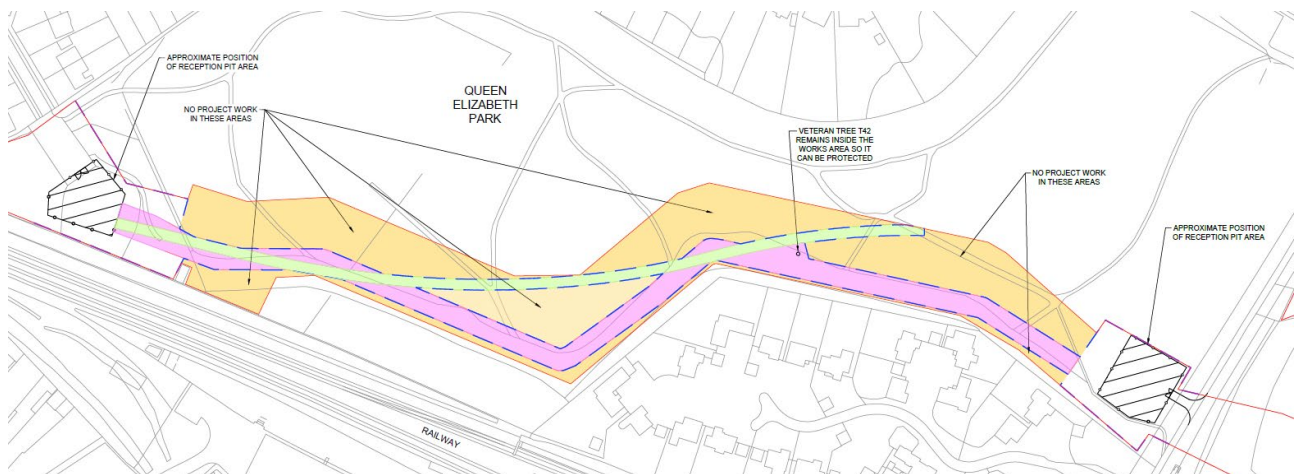 APPROXIMATE POSITION
OF RECEPTION PIT AREA
NO PROJECT WORK
IN THESE AREAS
QUEEN
ELIZABETH
PARK
VETERAN TREE T42
REMAINS INSIDE THE
WORKS AREA SO IT
CAN BE PROTECTED
NO PROJECT WORK
IN THESE AREAS
APPROXIMATE POSITION
OF RECEPTION PIT AREA
RAILWAY